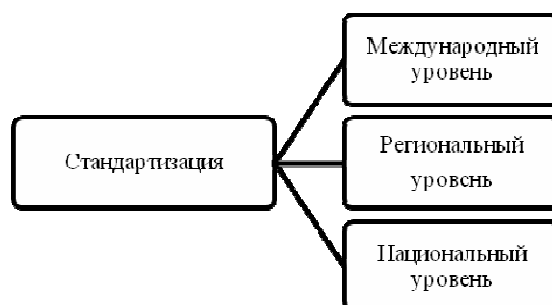 Международный
уровень
Стандартизация
Региональный
уровень
Национальный
уровень